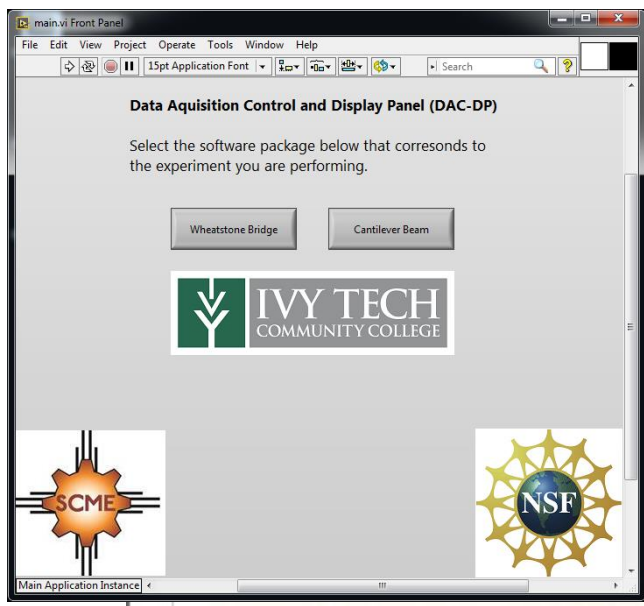 main.vi Front Panel
File Edit View Project Operate Tools Window Help
15pt Application Font
Search
Data Aquisition Control and Display Panel (DAC-DP)
Select the software package below that corresonds to
the experiment you are performing.
Wheatstone Bridge Cantilever Beam
IVY TECH
COMMUNITY COLLEGE
SCME
NSF
Main Application Instance